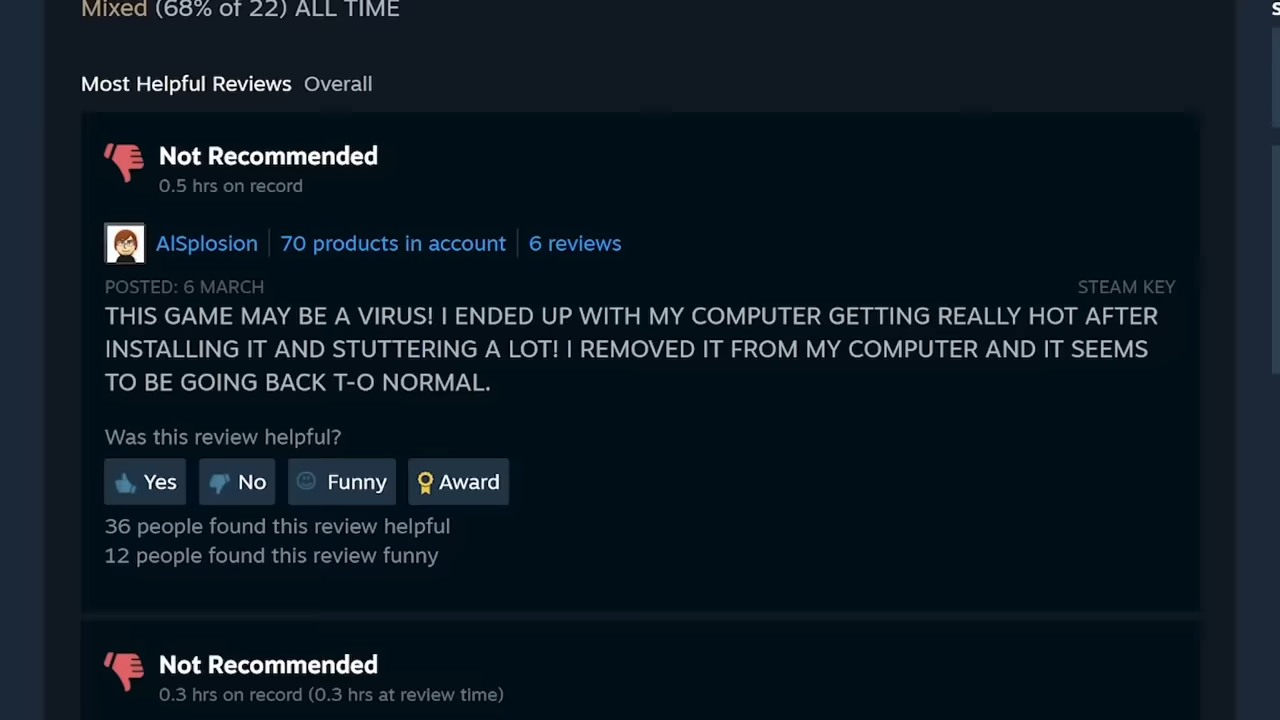 Mixed (68% of 22) ALL TIME
Most Helpful Reviews Overall
Not Recommended
0.5 hrs on record
AlSplosion 70 products in account 6 reviews
POSTED: 6 MARCH STEAM KEY
THIS GAME MAY BE A VIRUS! I ENDED UP WITH MY COMPUTER GETTING REALLY HOT AFTER
INSTALLING IT AND STUTTERING A LOT! I REMOVED IT FROM MY COMPUTER AND IT SEEMS
TO BE GOING BACK T-O NORMAL.
Was this review helpful?
Yes No Funny Award
36 people found this review helpful
12 people found this review funny
Not Recommended
0.3 hrs on record (0.3 hrs at review time)